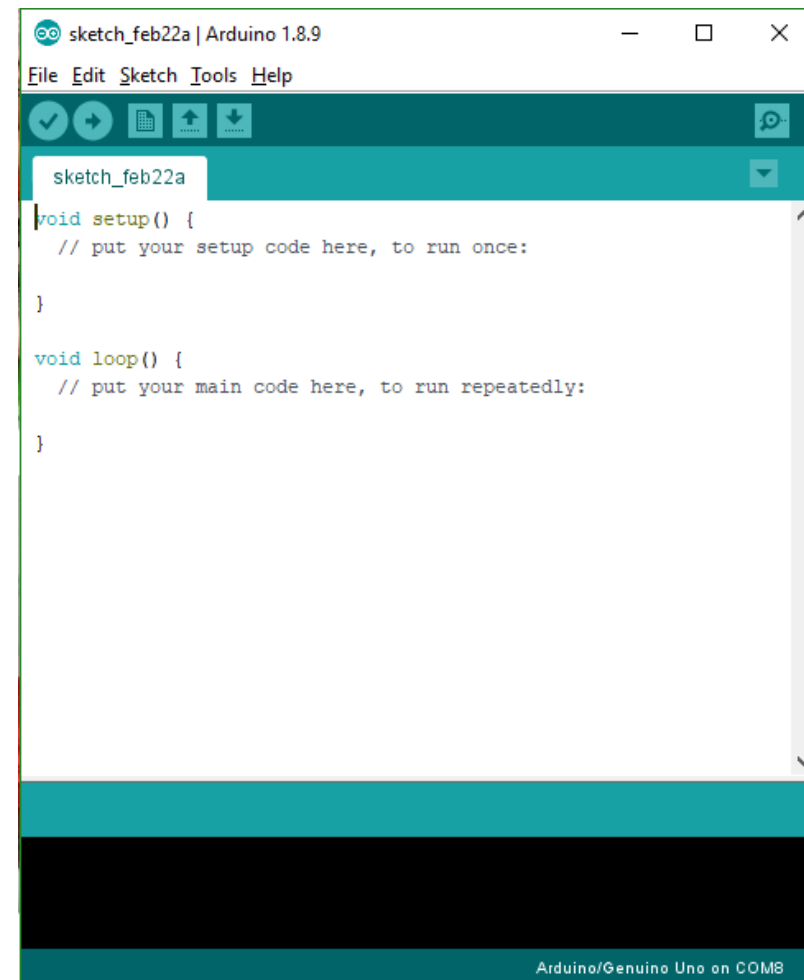 sketch_feb22a | Arduino 1.8.9
File Edit Sketch Tools Help
sketch_feb22a
void setup() {
  // put your setup code here, to run once:
}
void loop() {
  // put your main code here, to run repeatedly:
}
Arduino/Genuino Uno on COM8